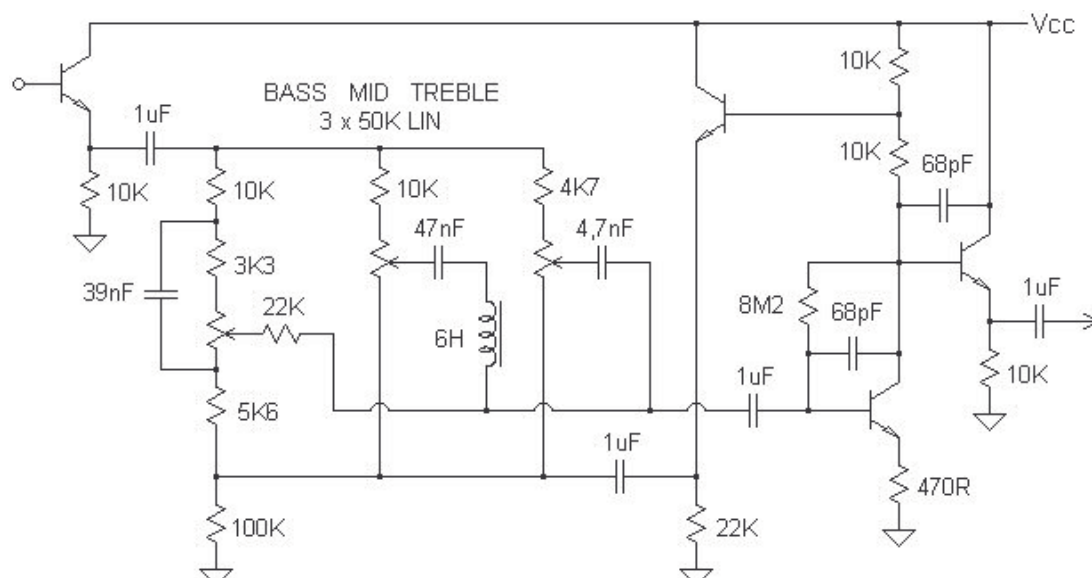 Vcc
10K
BASS MID TREBLE
3 x 50K LIN
1uF
10K
68pF
10K
10K
10K
4K7
47nF
4,7nF
3K3
39nF
22K
8M2
68pF
1uF
6H
1uF
10K
5K6
1uF
470R
100K
22K